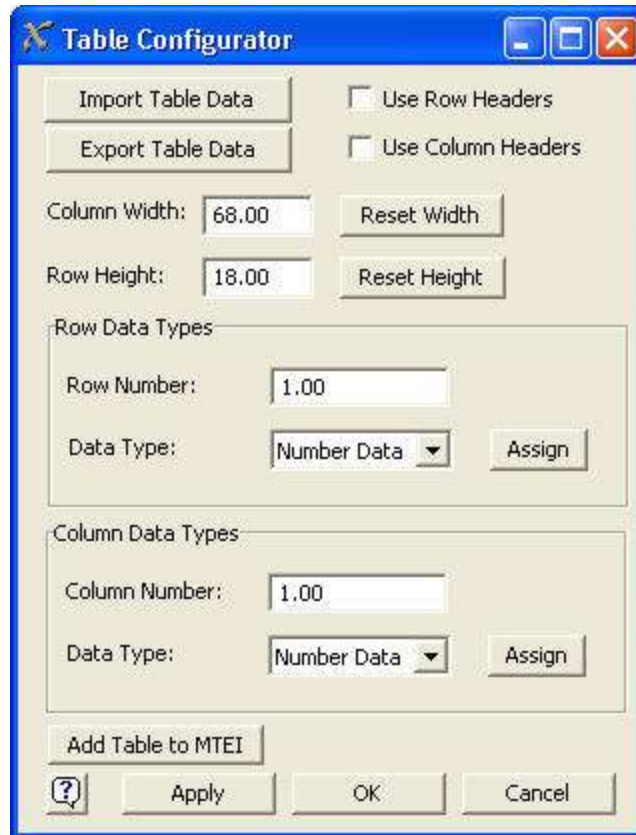 Table Configurator
Import Table Data
Use Row Headers
Export Table Data
Use Column Headers
Column Width: 68.00 Reset Width
Row Height: 18.00 Reset Height
Row Data Types
Row Number: 1.00
Data Type: Number Data Assign
Column Data Types
Column Number: 1.00
Data Type: Number Data Assign
Add Table to MTEI
? Apply OK Cancel